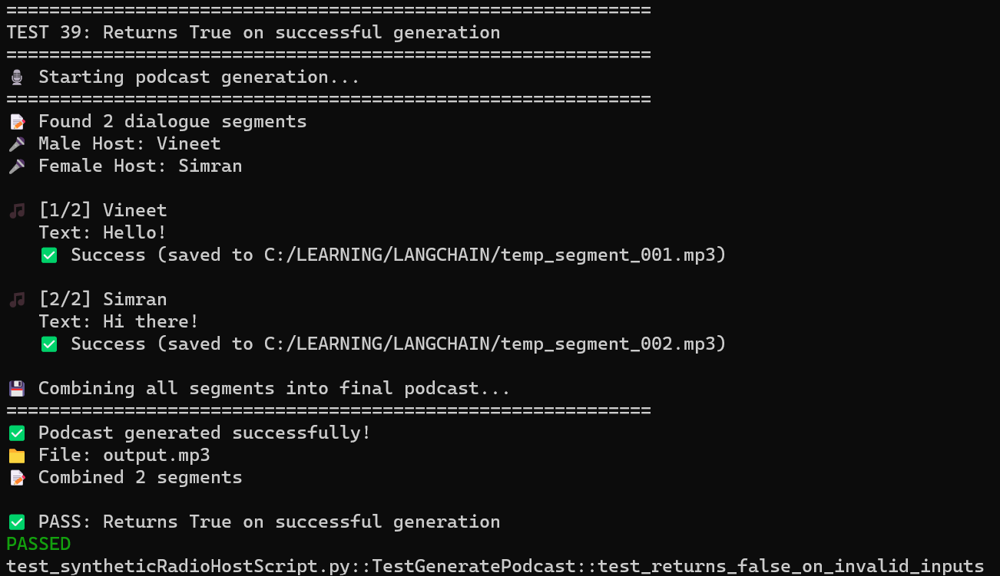 ============================================================
TEST 39: Returns True on successful generation
============================================================
🎙️ Starting podcast generation...
============================================================
📝 Found 2 dialogue segments
🎤 Male Host: Vineet
🎤 Female Host: Simran
🎵 [1/2] Vineet
Text: Hello!
✅ Success (saved to C:/LEARNING/LANGCHAIN/temp_segment_001.mp3)
🎵 [2/2] Simran
Text: Hi there!
✅ Success (saved to C:/LEARNING/LANGCHAIN/temp_segment_002.mp3)
💾 Combining all segments into final podcast...
============================================================
✅ Podcast generated successfully!
📁 File: output.mp3
📝 Combined 2 segments
✅ PASS: Returns True on successful generation
PASSED
test_syntheticRadioHostScript.py::TestGeneratePodcast::test_returns_false_on_invalid_inputs